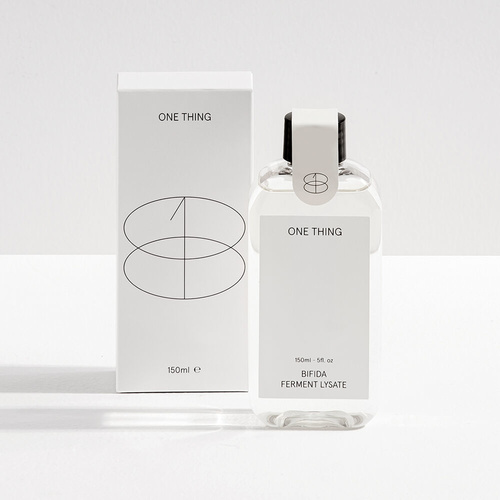 ONE THING
150ml ℮
ONE THING
150ml · 5fl. oz
BIFIDA
FERMENT LYSATE